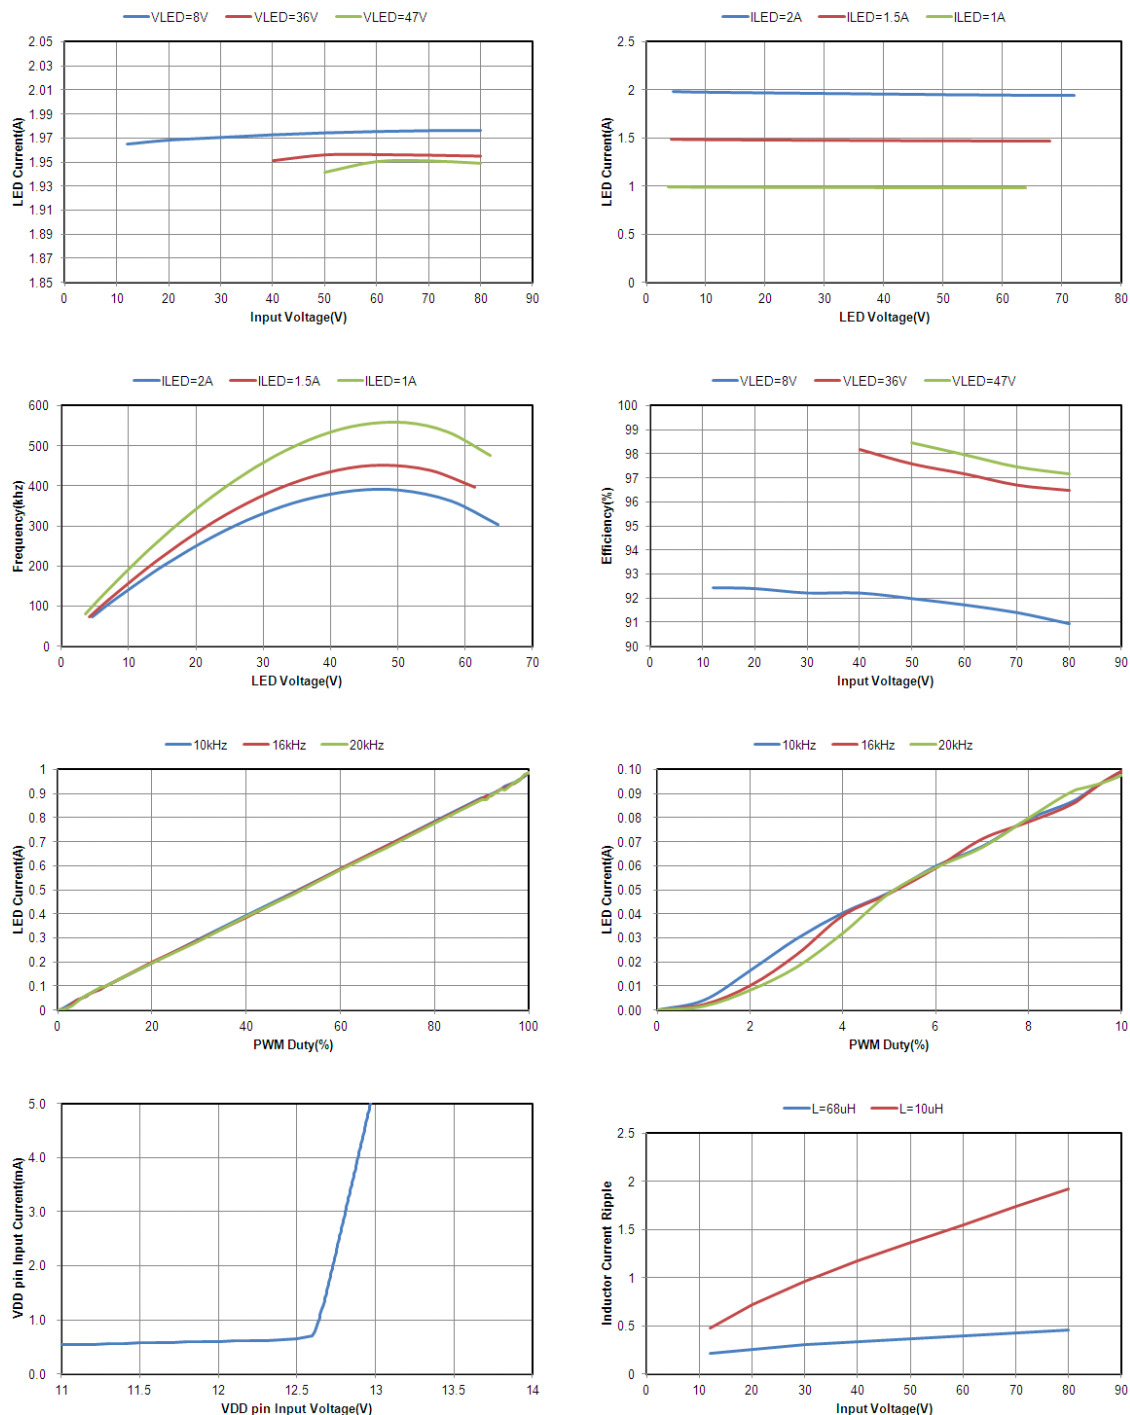 VLED=8V VLED=36V VLED=47V
2.05
2.03
2.01
1.99
1.97
1.95
1.93
1.91
1.89
1.87
1.85
LED Current(A)
0 10 20 30 40 50 60 70 80 90
Input Voltage(V)
ILED=2A ILED=1.5A ILED=1A
2.5
2
1.5
1
0.5
0
LED Current(A)
0 10 20 30 40 50 60 70 80
LED Voltage(V)
ILED=2A ILED=1.5A ILED=1A
600
500
400
300
200
100
0
Frequency(khz)
0 10 20 30 40 50 60 70
LED Voltage(V)
VLED=8V VLED=36V VLED=47V
100
99
98
97
96
95
94
93
92
91
90
Efficiency(%)
0 10 20 30 40 50 60 70 80 90
Input Voltage(V)
10kHz 16kHz 20kHz
1
0.9
0.8
0.7
0.6
0.5
0.4
0.3
0.2
0.1
0
LED Current(A)
0 20 40 60 80 100
PWM Duty(%)
10kHz 16kHz 20kHz
0.10
0.09
0.08
0.07
0.06
0.05
0.04
0.03
0.02
0.01
0.00
LED Current(A)
0 2 4 6 8 10
PWM Duty(%)
5.0
4.0
3.0
2.0
1.0
0.0
VDD pin Input Current(mA)
11 11.5 12 12.5 13 13.5 14
VDD pin Input Voltage(V)
L=68uH L=10uH
2.5
2
1.5
1
0.5
0
Inductor Current Ripple
0 10 20 30 40 50 60 70 80 90
Input Voltage(V)